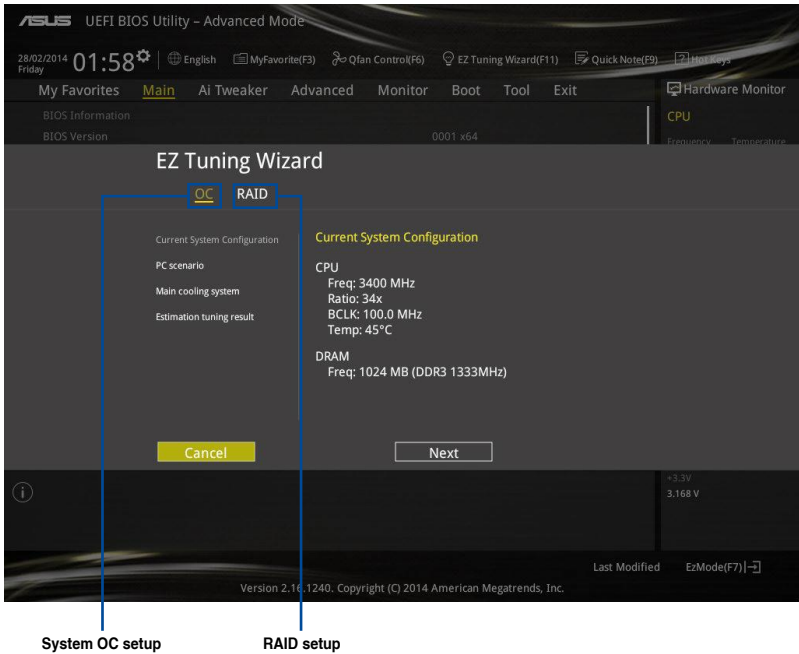 ASUS UEFI BIOS Utility – Advanced Mode
28/02/2014 Friday 01:58 English MyFavorite(F3) Qfan Control(F6) EZ Tuning Wizard(F11) Quick Note(F9) ? Hot Keys
My Favorites Main Ai Tweaker Advanced Monitor Boot Tool Exit Hardware Monitor
BIOS Information CPU
BIOS Version 0001 x64
Frequency Temperature
EZ Tuning Wizard
OC RAID
Current System Configuration
PC scenario
Main cooling system
Estimation tuning result
Current System Configuration
CPU
Freq: 3400 MHz
Ratio: 34x
BCLK: 100.0 MHz
Temp: 45°C
DRAM
Freq: 1024 MB (DDR3 1333MHz)
Cancel Next
+3.3V
3.168 V
i
Last Modified EzMode(F7)
Version 2.16.1240. Copyright (C) 2014 American Megatrends, Inc.
System OC setup RAID setup